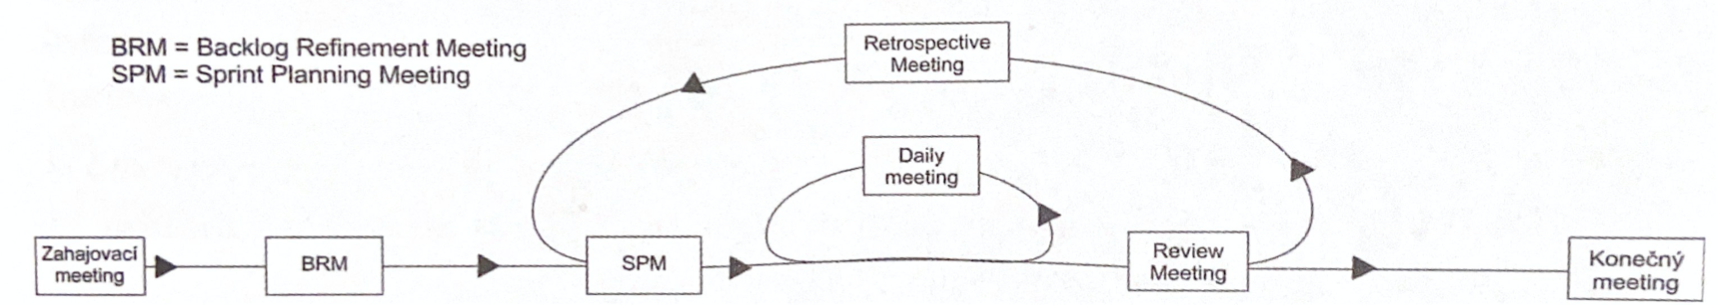 BRM = Backlog Refinement Meeting
SPM = Sprint Planning Meeting
Retrospective
Meeting
Daily
meeting
Zahajovací
meeting
BRM
SPM
Review
Meeting
Konečný
meeting